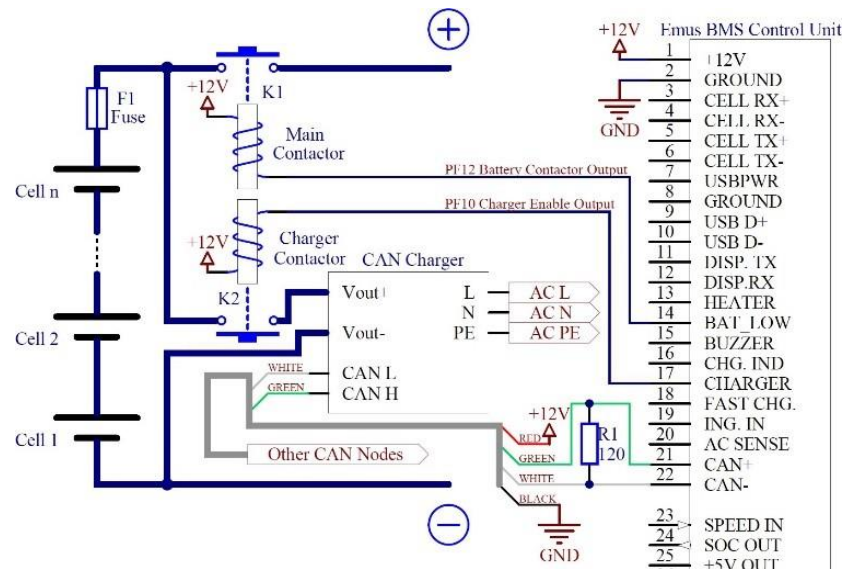 Emus BMS Control Unit
+12V
1 +12V
2 GROUND
GND
3 CELL RX+
4 CELL RX-
5 CELL TX+
6 CELL TX-
7 USBPWR
8 GROUND
9 USB D+
10 USB D-
11 DISP. TX
12 DISP.RX
13 HEATER
14 BAT_LOW
15 BUZZER
16 CHG. IND
17 CHARGER
18 FAST CHG.
19 ING. IN
20 AC SENSE
21 CAN+
22 CAN-
23 SPEED IN
24 SOC OUT
25 +5V OUT
F1
Fuse
+12V
K1
Main
Contactor
PF12 Battery Contactor Output
PF10 Charger Enable Output
Cell n
+12V
Charger
Contactor
K2
CAN Charger
Vout+
Vout-
CAN L
CAN H
L AC L
N AC N
PE AC PE
WHITE
GREEN
Cell 2
Cell 1
Other CAN Nodes
+12V
RED
GREEN
WHITE
BLACK
R1
120
GND